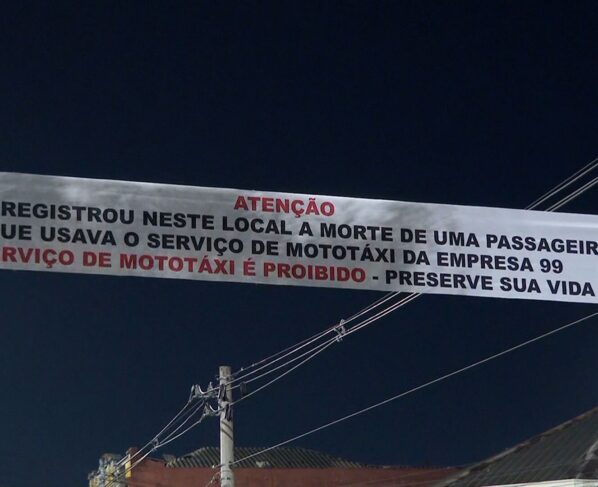 ATENÇÃO
REGISTROU NESTE LOCAL A MORTE DE UMA PASSAGEIR
UE USAVA O SERVIÇO DE MOTOTÁXI DA EMPRESA 99
RVIÇO DE MOTOTÁXI É PROIBIDO - PRESERVE SUA VIDA